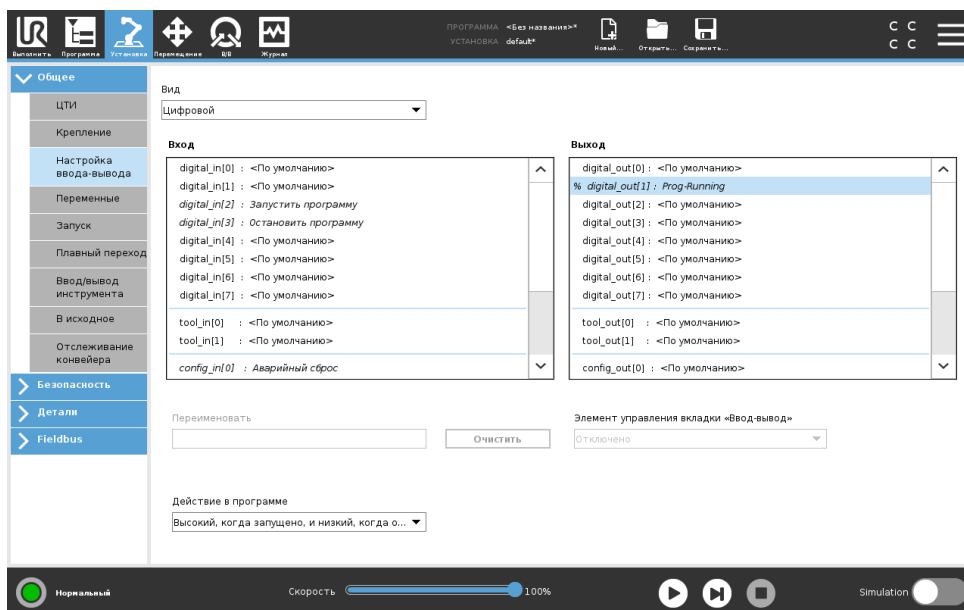 ПРОГРАММА <Без названия>*
УСТАНОВКА default*
Выполнить Программа Установка Перемещение В/В Журнал
Новый... Открыть... Сохранить...
C C
C C
Общее
ЦТИ
Крепление
Настройка
ввода-вывода
Переменные
Запуск
Плавный переход
Ввод/вывод
инструмента
В исходное
Отслеживание
конвейера
Безопасность
Детали
Fieldbus
Вид
Цифровой
Вход
digital_in[0] : <По умолчанию>
digital_in[1] : <По умолчанию>
digital_in[2] : Запустить программу
digital_in[3] : Остановить программу
digital_in[4] : <По умолчанию>
digital_in[5] : <По умолчанию>
digital_in[6] : <По умолчанию>
digital_in[7] : <По умолчанию>
tool_in[0] : <По умолчанию>
tool_in[1] : <По умолчанию>
config_in[0] : Аварийный сброс
Выход
digital_out[0] : <По умолчанию>
% digital_out[1] : Prog-Running
digital_out[2] : <По умолчанию>
digital_out[3] : <По умолчанию>
digital_out[4] : <По умолчанию>
digital_out[5] : <По умолчанию>
digital_out[6] : <По умолчанию>
digital_out[7] : <По умолчанию>
tool_out[0] : <По умолчанию>
tool_out[1] : <По умолчанию>
config_out[0] : <По умолчанию>
Переименовать
Очистить
Элемент управления вкладки «Ввод-вывод»
Отключено
Действие в программе
Высокий, когда запущено, и низкий, когда о...
Нормальный
Скорость 100%
Simulation